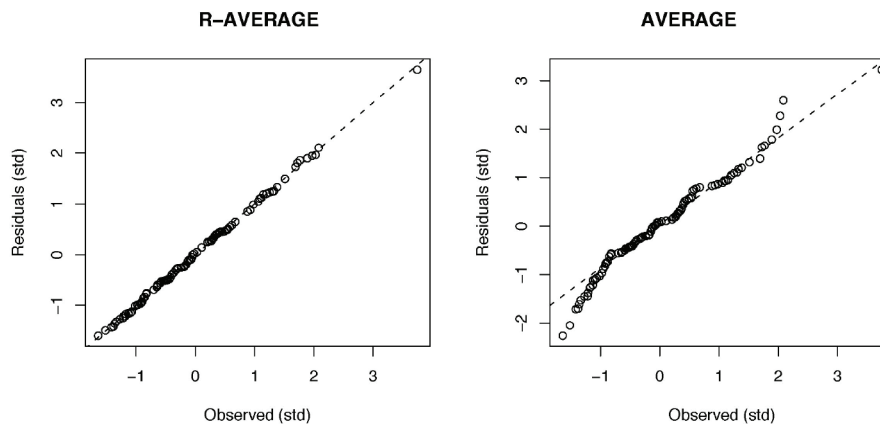 R−AVERAGE
3
2
1
0
−1
Residuals (std)
−1 0 1 2 3
Observed (std)
AVERAGE
3
2
1
0
−1
−2
Residuals (std)
−1 0 1 2 3
Observed (std)